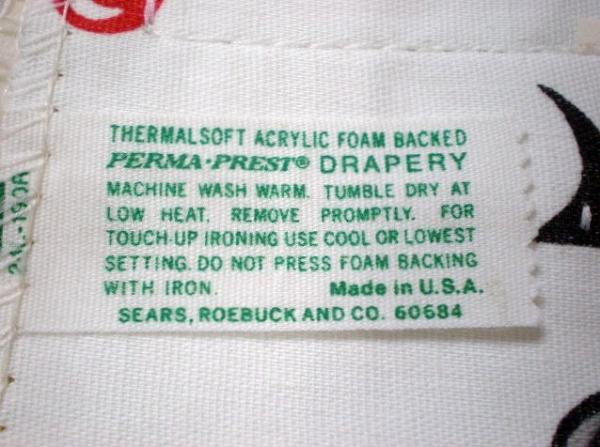 THERMALSOFT ACRYLIC FOAM BACKED
PERMA·PREST® DRAPERY
MACHINE WASH WARM. TUMBLE DRY AT
LOW HEAT. REMOVE PROMPTLY. FOR
TOUCH-UP IRONING USE COOL OR LOWEST
SETTING. DO NOT PRESS FOAM BACKING
WITH IRON. Made in U.S.A.
SEARS, ROEBUCK AND CO. 60684